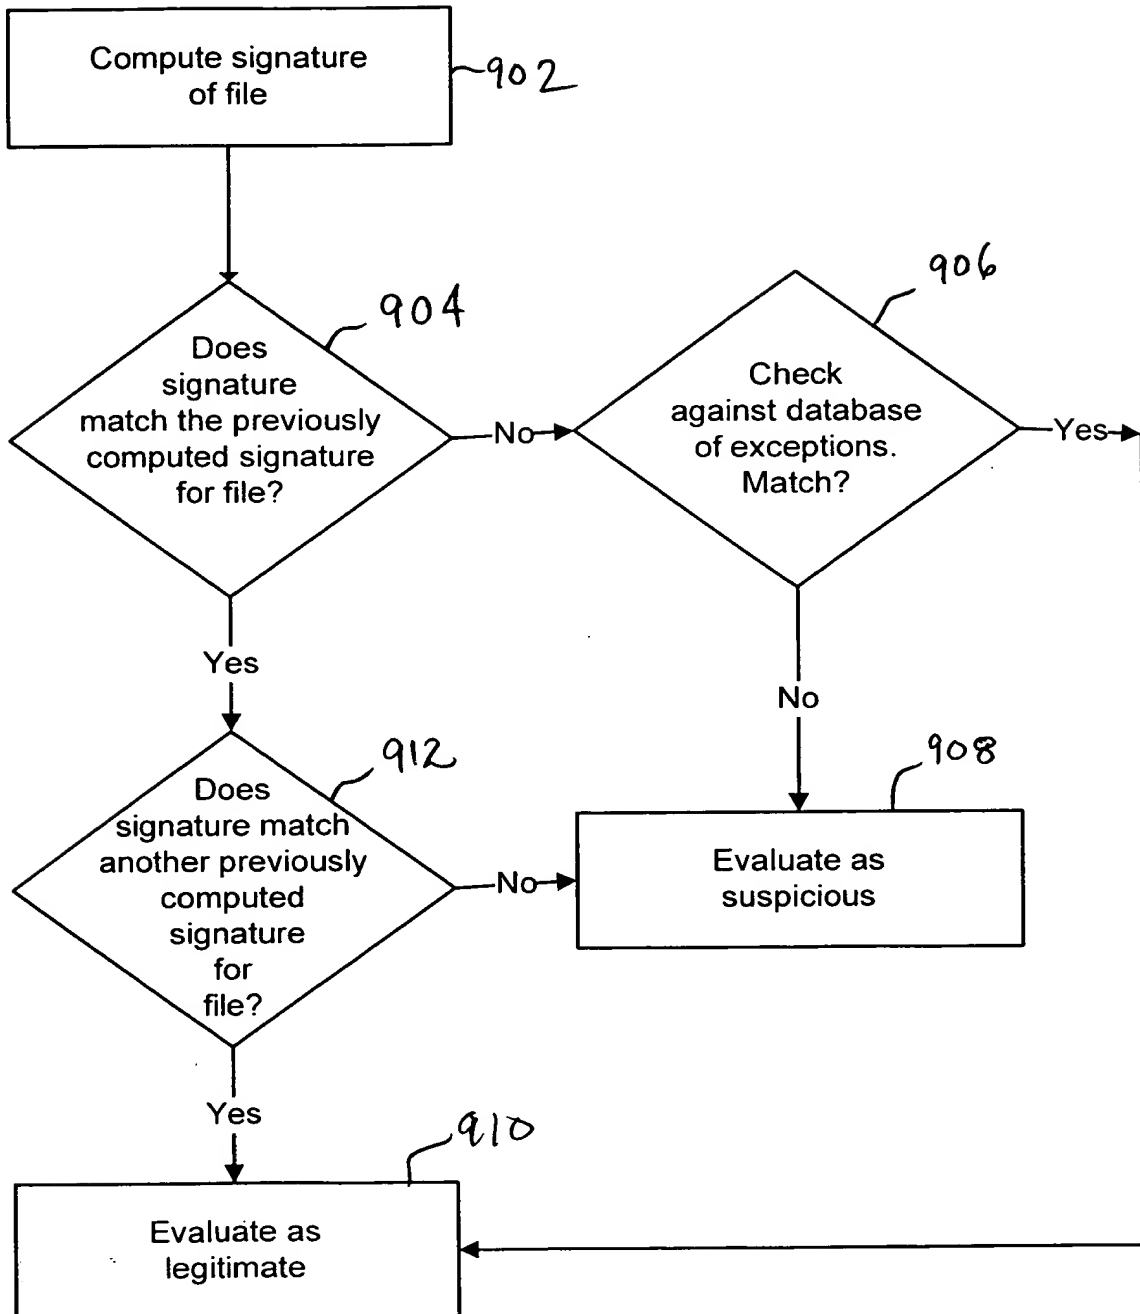 Compute signature
of file
902
904
Does
signature
match the previously
computed signature
for file?
No
906
Check
against database
of exceptions.
Match?
Yes
Yes
No
912
Does
signature match
another previously
computed
signature
for
file?
No
908
Evaluate as
suspicious
Yes
910
Evaluate as
legitimate